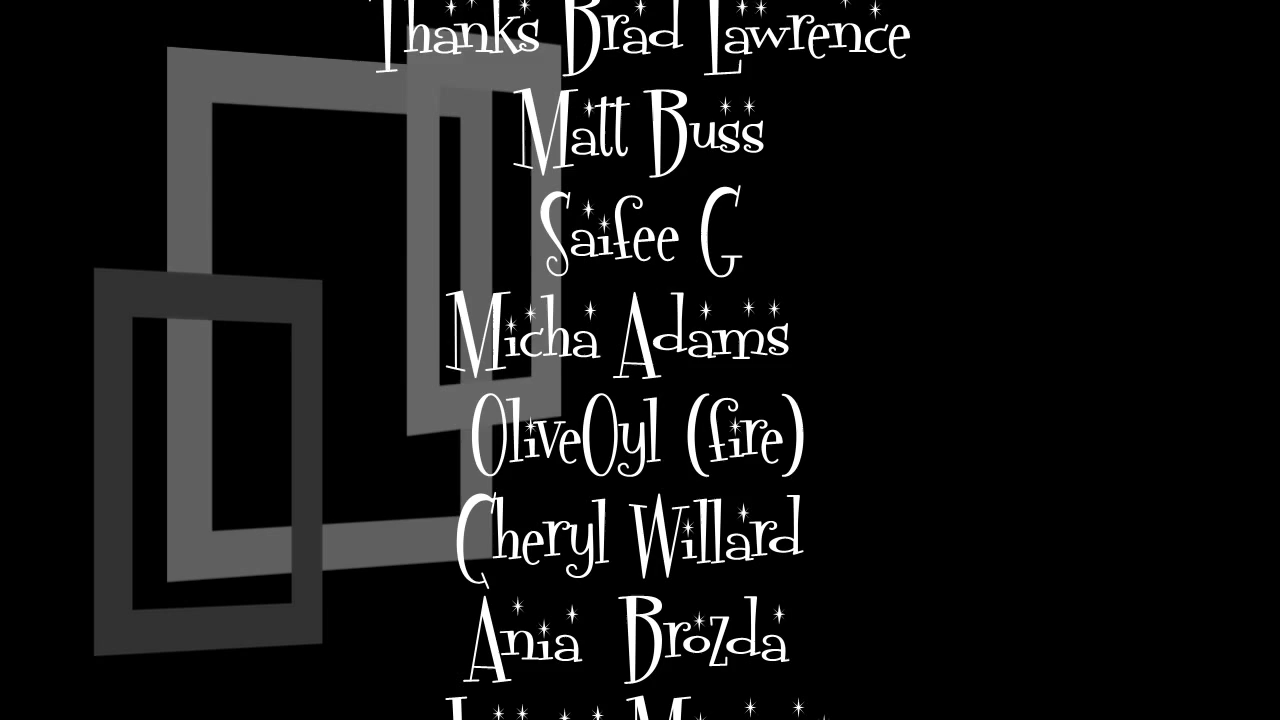 Thanks Brad Lawrence
Matt Buss
Saifee G
Micha Adams
OliveOyl (fire)
Cheryl Willard
Ania Brozda